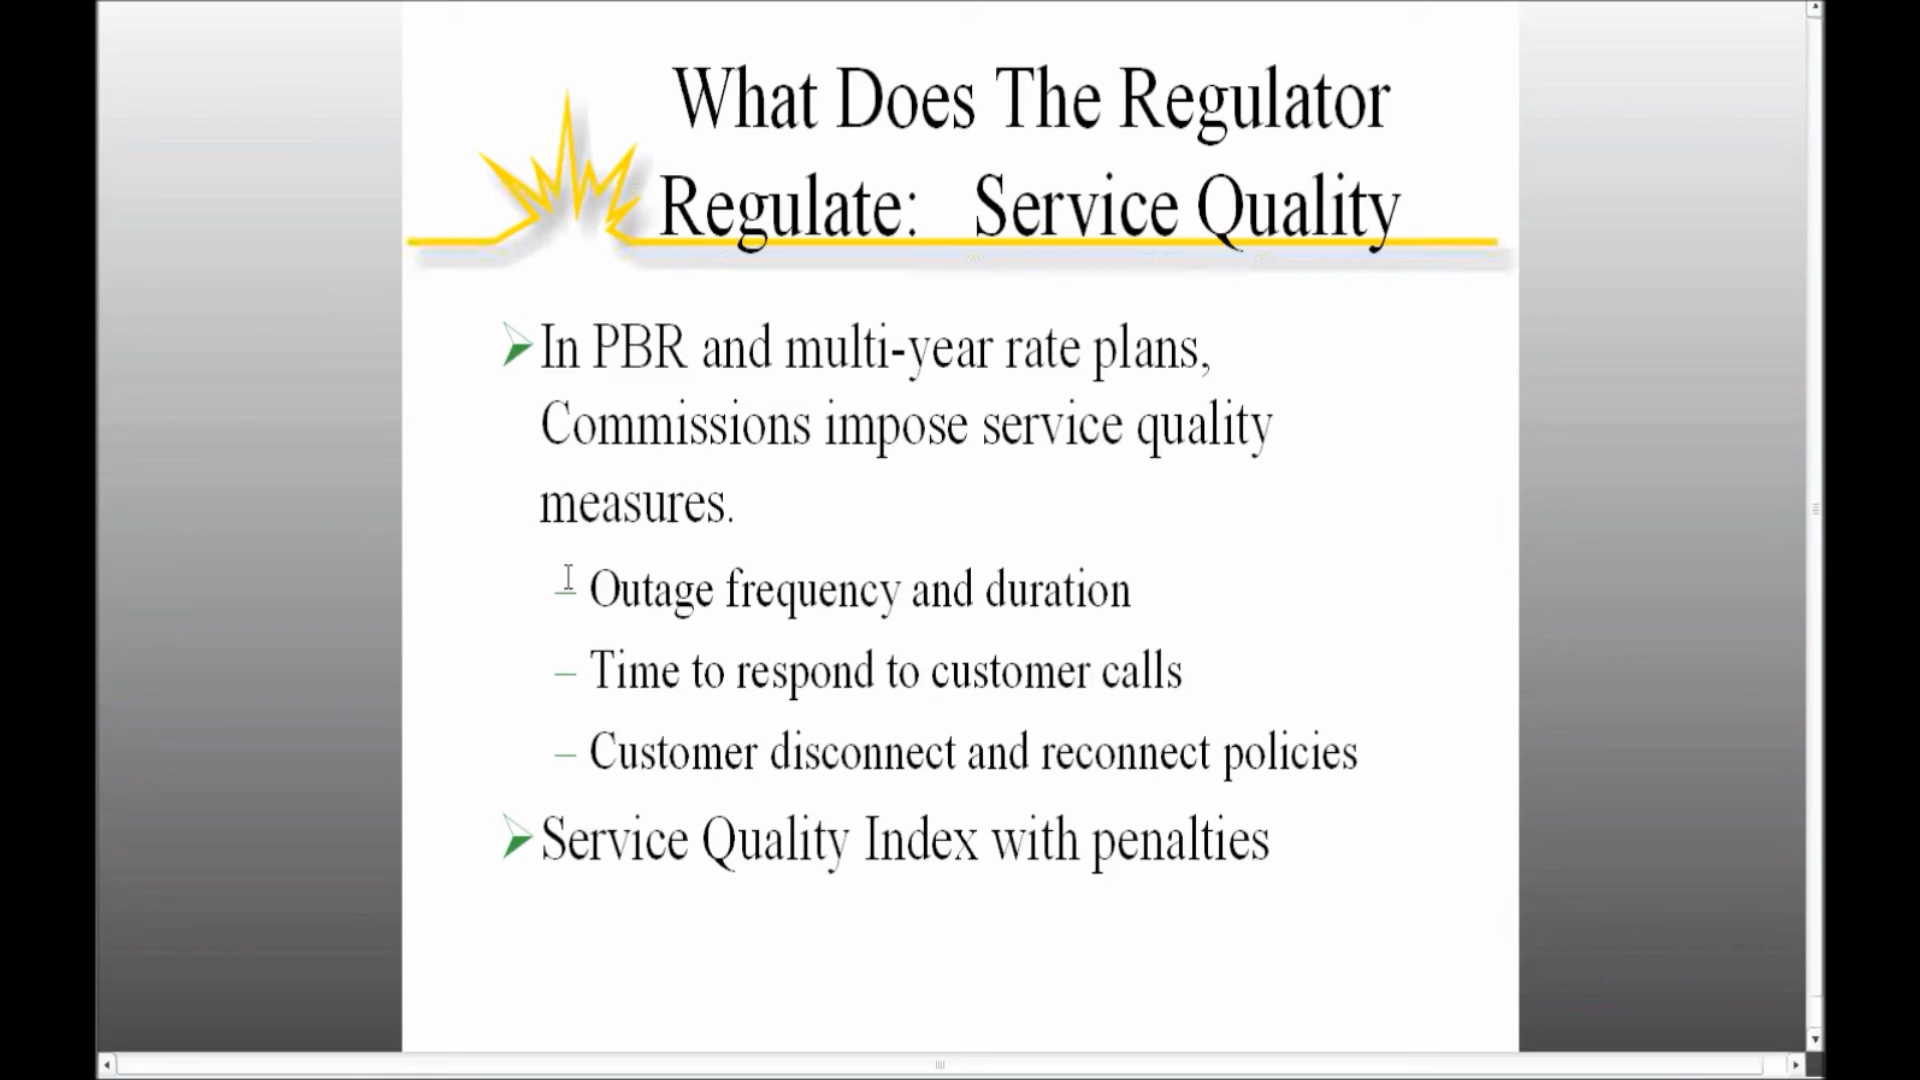 What Does The Regulator
Regulate: Service Quality
In PBR and multi-year rate plans,
Commissions impose service quality
measures.
– Outage frequency and duration
– Time to respond to customer calls
– Customer disconnect and reconnect policies
Service Quality Index with penalties